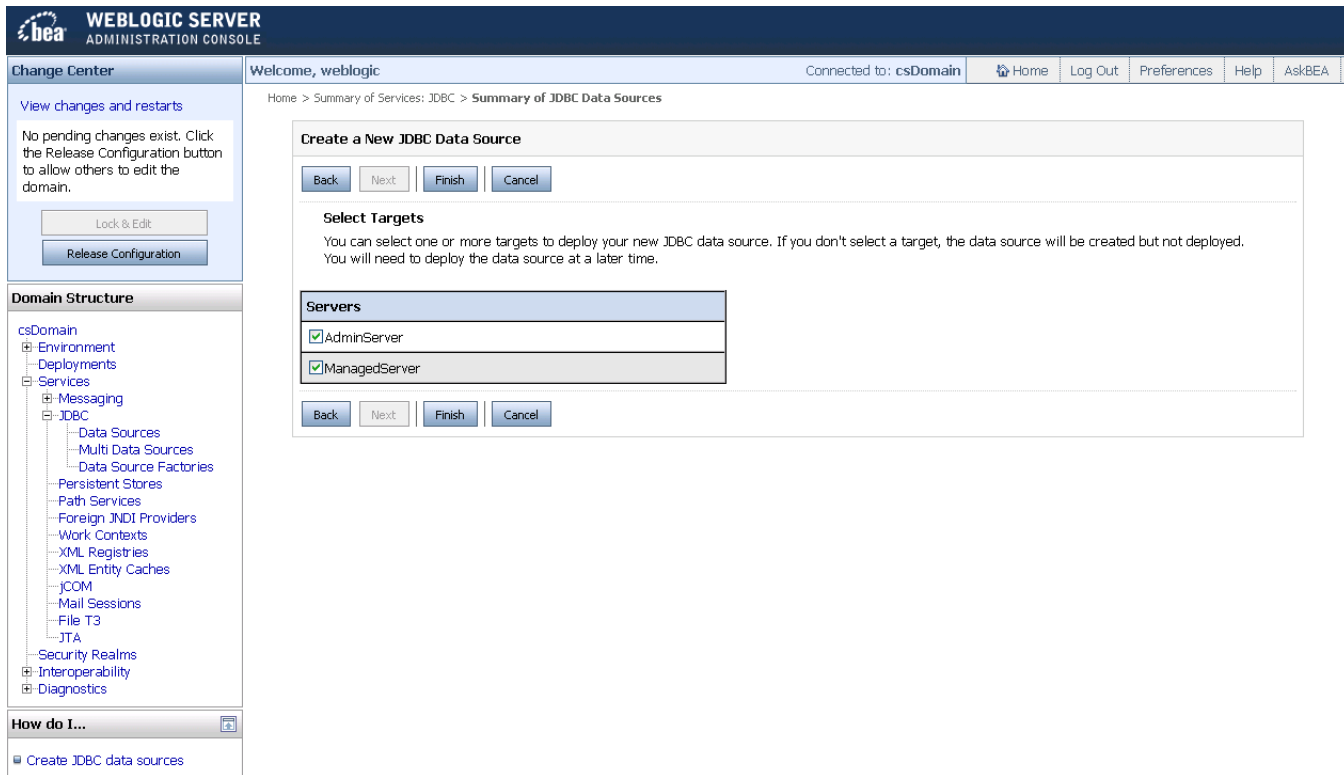 bea
WEBLOGIC SERVER
ADMINISTRATION CONSOLE
Change Center
View changes and restarts
No pending changes exist. Click
the Release Configuration button
to allow others to edit the
domain.
Lock & Edit
Release Configuration
Domain Structure
csDomain
Environment
Deployments
Services
Messaging
JDBC
Data Sources
Multi Data Sources
Data Source Factories
Persistent Stores
Path Services
Foreign JNDI Providers
Work Contexts
XML Registries
XML Entity Caches
jCOM
Mail Sessions
File T3
JTA
Security Realms
Interoperability
Diagnostics
How do I...
Create JDBC data sources
Welcome, weblogic
Connected to: csDomain
Home
Log Out
Preferences
Help
AskBEA
Home > Summary of Services: JDBC > Summary of JDBC Data Sources
Create a New JDBC Data Source
Back Next Finish Cancel
Select Targets
You can select one or more targets to deploy your new JDBC data source. If you don't select a target, the data source will be created but not deployed.
You will need to deploy the data source at a later time.
Servers
AdminServer
ManagedServer
Back Next Finish Cancel